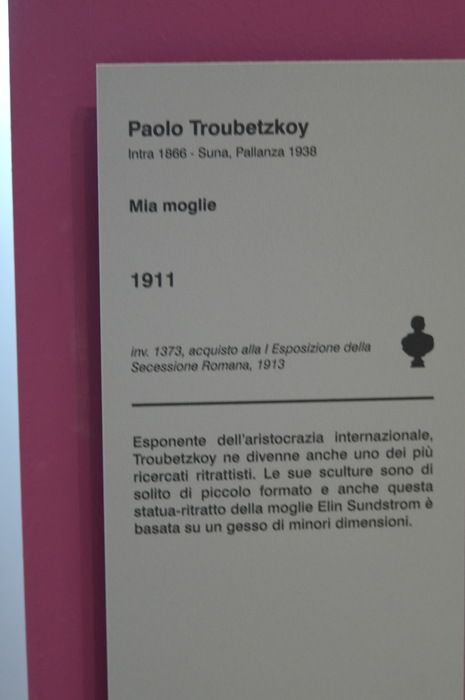 Paolo Troubetzkoy
Intra 1866 - Suna, Pallanza 1938
Mia moglie
1911
inv. 1373, acquisto alla I Esposizione della
Secessione Romana, 1913
Esponente dell'aristocrazia internazionale,
Troubetzkoy ne divenne anche uno dei più
ricercati ritrattisti. Le sue sculture sono di
solito di piccolo formato e anche questa
statua-ritratto della moglie Elin Sundstrom è
basata su un gesso di minori dimensioni.